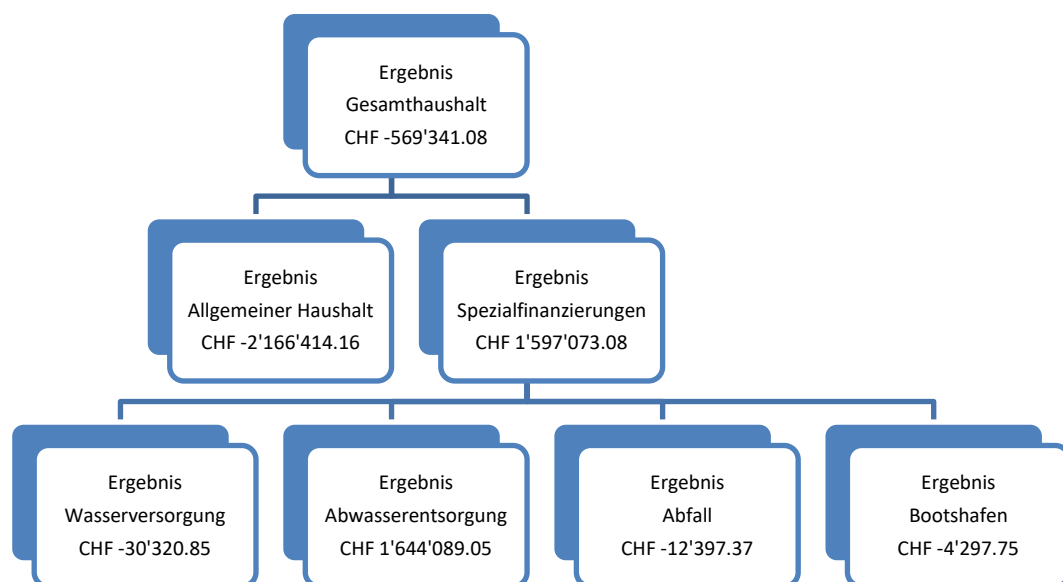 Ergebnis
Gesamthaushalt
CHF -569'341.08
Ergebnis
Allgemeiner Haushalt
CHF -2'166'414.16
Ergebnis
Spezialfinanzierungen
CHF 1'597'073.08
Ergebnis
Wasserversorgung
CHF -30'320.85
Ergebnis
Abwasserentsorgung
CHF 1'644'089.05
Ergebnis
Abfall
CHF -12'397.37
Ergebnis
Bootshafen
CHF -4'297.75